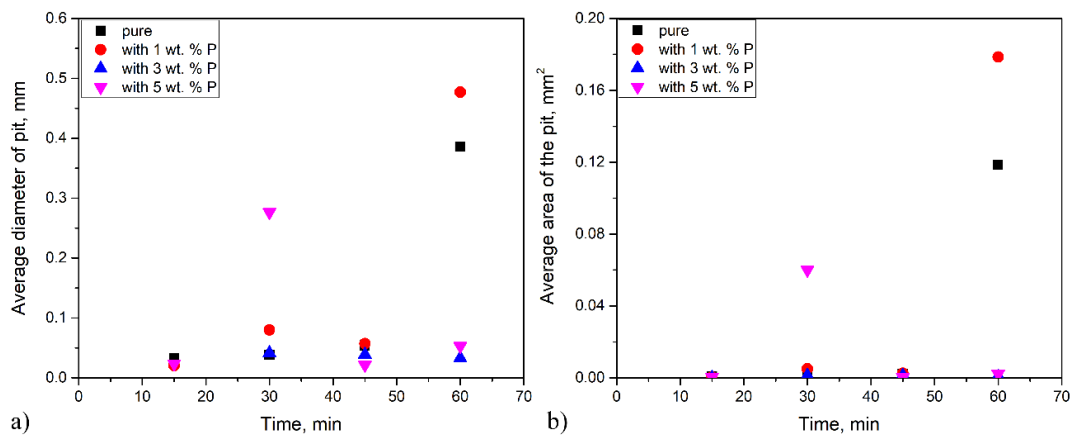 0.6
0.5
0.4
0.3
0.2
0.1
0.0
Average diameter of pit, mm
pure
with 1 wt. % P
with 3 wt. % P
with 5 wt. % P
0 10 20 30 40 50 60 70
Time, min
a)
0.20
0.16
0.12
0.08
0.04
0.00
Average area of the pit, mm²
pure
with 1 wt. % P
with 3 wt. % P
with 5 wt. % P
0 10 20 30 40 50 60 70
Time, min
b)